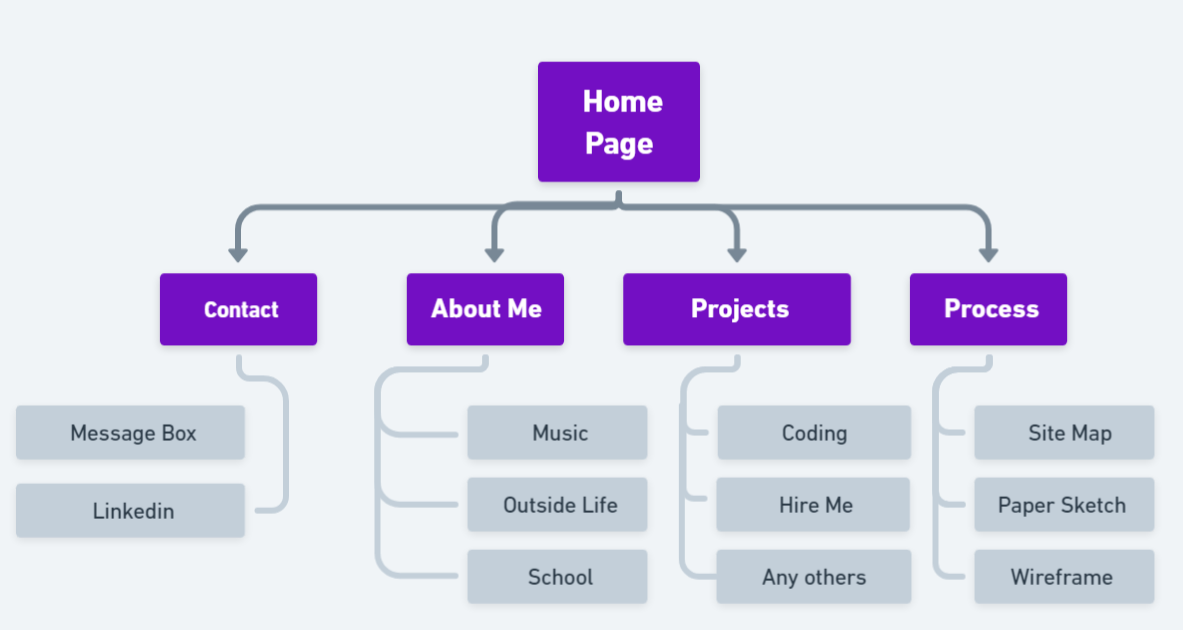 Home
Page
Contact
About Me
Projects
Process
Message Box
Music
Coding
Site Map
Linkedin
Outside Life
Hire Me
Paper Sketch
School
Any others
Wireframe